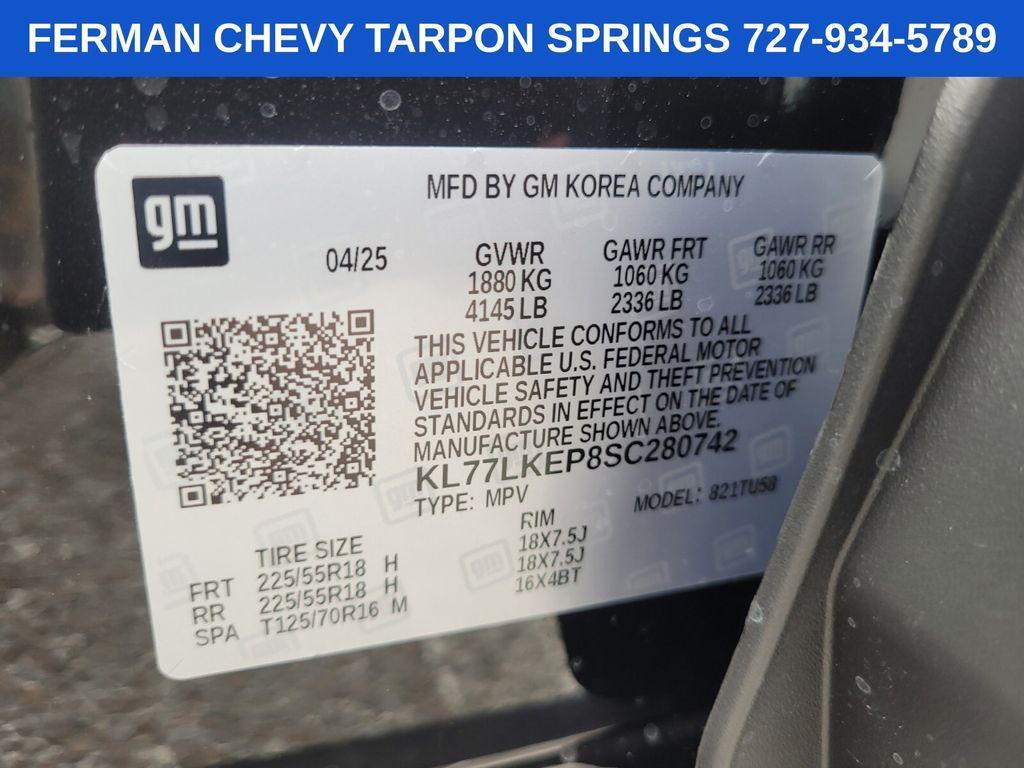 FERMAN CHEVY TARPON SPRINGS 727-934-5789
gm
MFD BY GM KOREA COMPANY
04/25
GVWR GAWR FRT GAWR RR
1880 KG 1060 KG 1060 KG
4145 LB 2336 LB 2336 LB
THIS VEHICLE CONFORMS TO ALL
APPLICABLE U.S. FEDERAL MOTOR
VEHICLE SAFETY AND THEFT PREVENTION
STANDARDS IN EFFECT ON THE DATE OF
MANUFACTURE SHOWN ABOVE.
KL77LKEP8SC280742
TYPE: MPV MODEL: 821TU58
TIRE SIZE RIM
FRT 225/55R18 H 18X7.5J
RR 225/55R18 H 18X7.5J
SPA T125/70R16 M 16X4BT